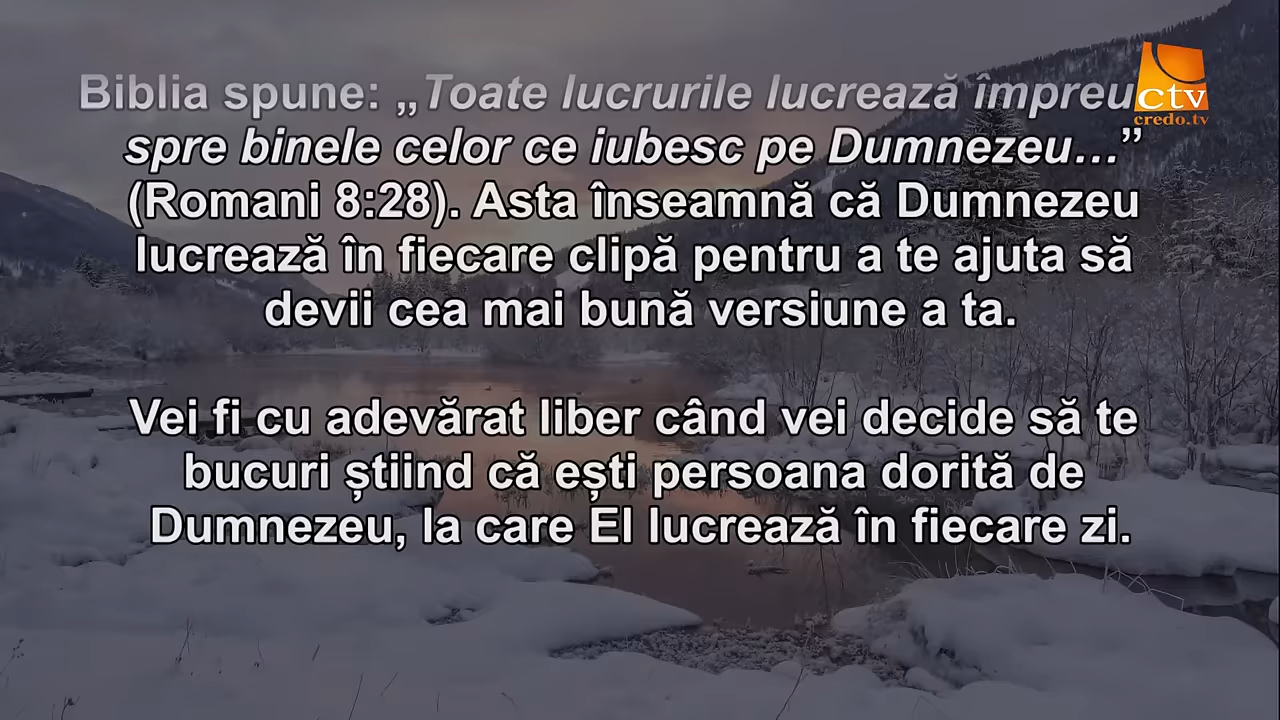 Biblia spune: „Toate lucrurile lucrează împreu
spre binele celor ce iubesc pe Dumnezeu...”
(Romani 8:28). Asta înseamnă că Dumnezeu
lucrează în fiecare clipă pentru a te ajuta să
devii cea mai bună versiune a ta.
Vei fi cu adevărat liber când vei decide să te
bucuri știind că ești persoana dorită de
Dumnezeu, la care El lucrează în fiecare zi.
ctv
credo.tv